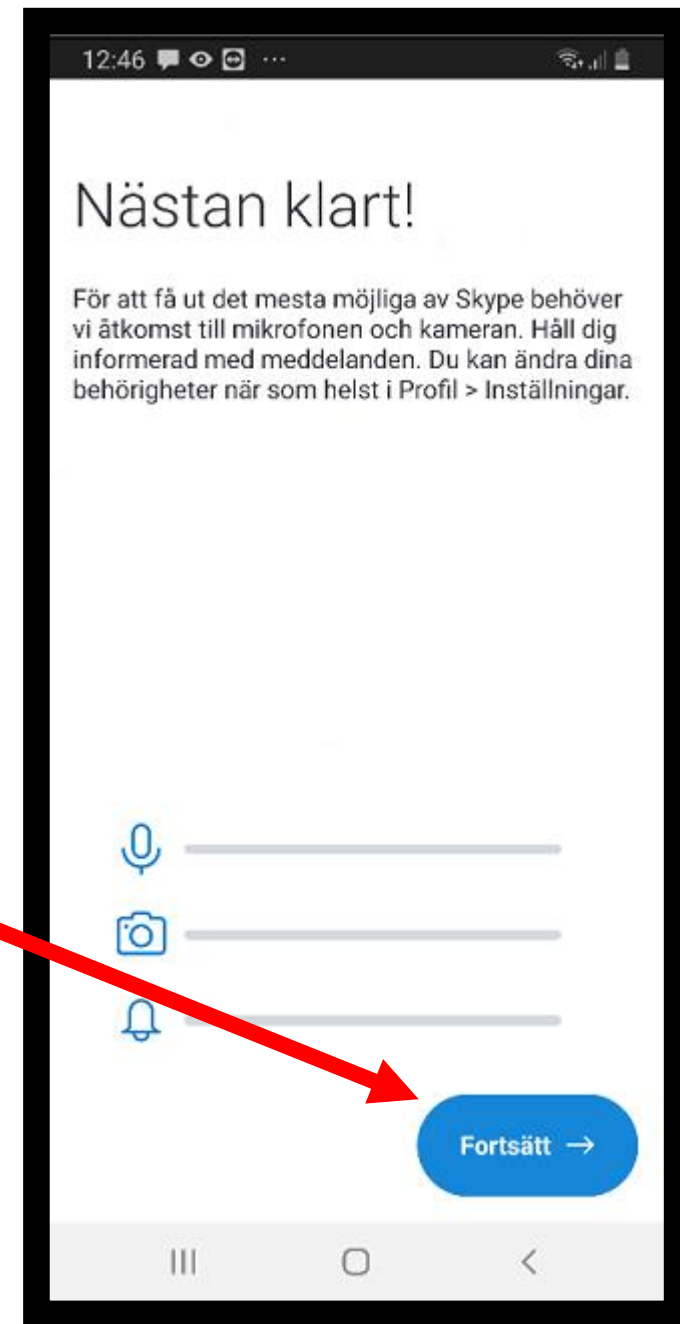 12:46
Nästan klart!
För att få ut det mesta möjliga av Skype behöver
vi åtkomst till mikrofonen och kameran. Håll dig
informerad med meddelanden. Du kan ändra dina
behörigheter när som helst i Profil > Inställningar.
Fortsätt →